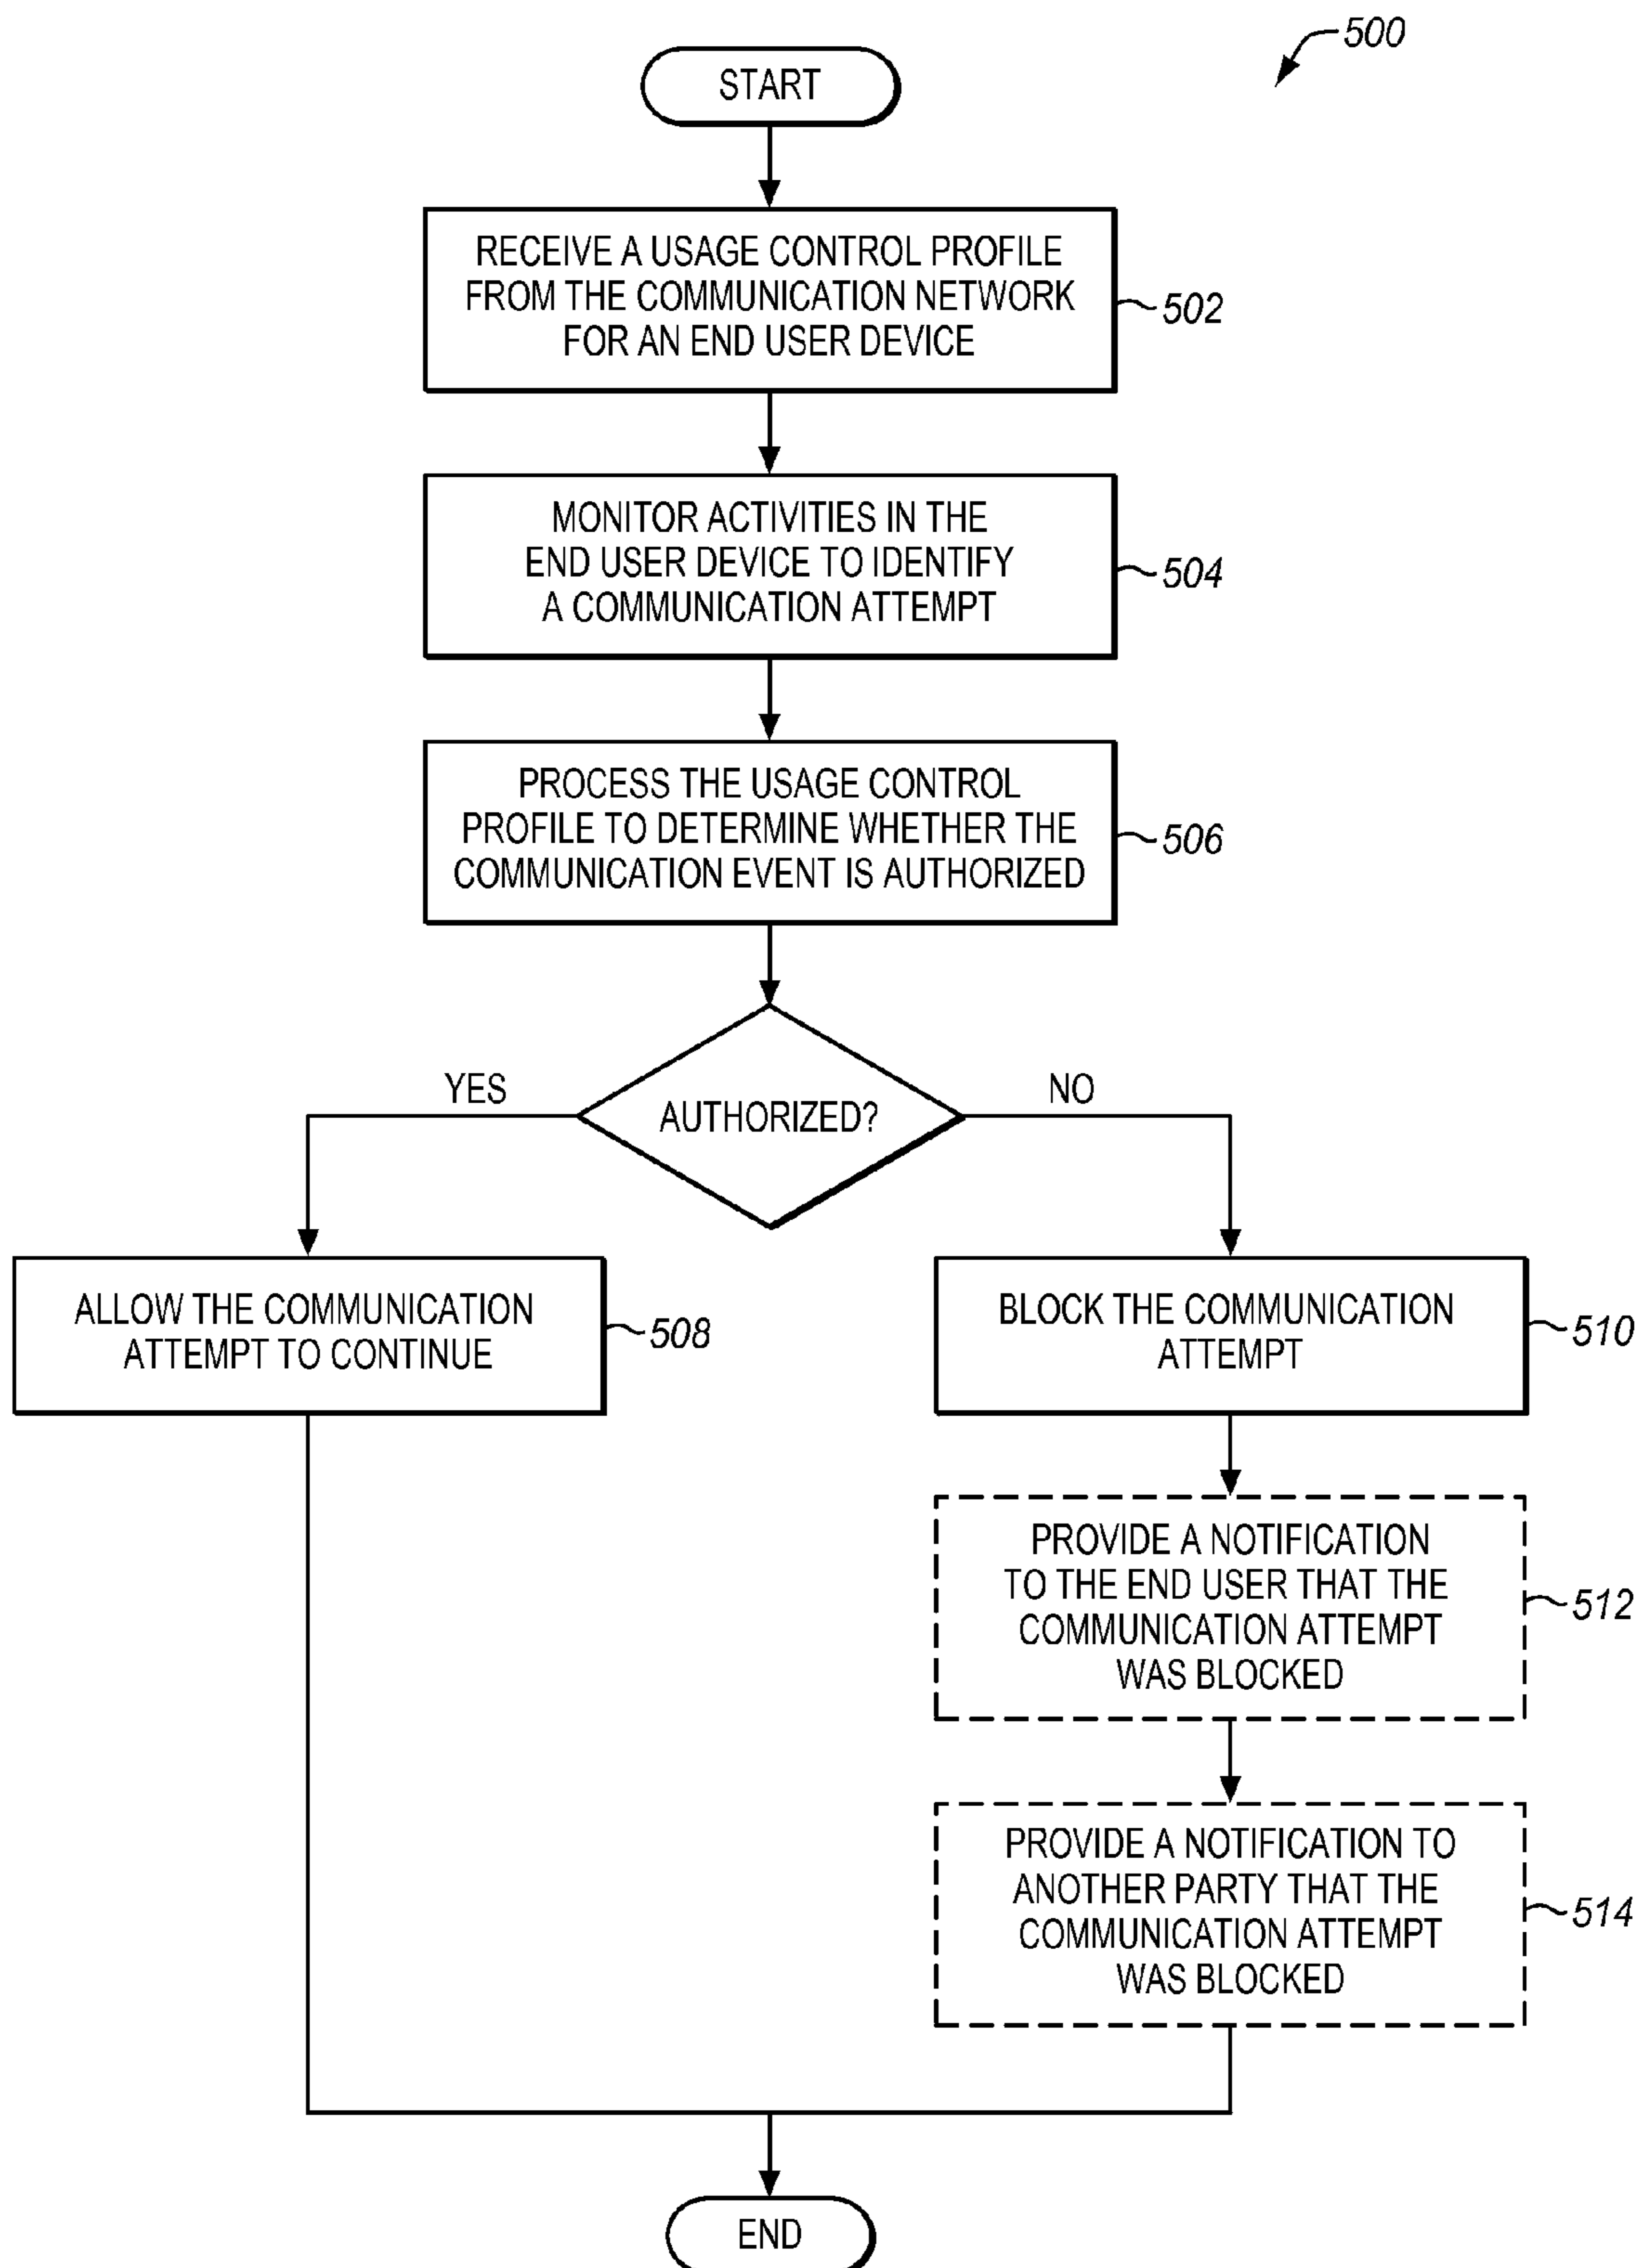 500
START
RECEIVE A USAGE CONTROL PROFILE
FROM THE COMMUNICATION NETWORK
FOR AN END USER DEVICE
502
MONITOR ACTIVITIES IN THE
END USER DEVICE TO IDENTIFY
A COMMUNICATION ATTEMPT
504
PROCESS THE USAGE CONTROL
PROFILE TO DETERMINE WHETHER THE
COMMUNICATION EVENT IS AUTHORIZED
506
YES
AUTHORIZED?
NO
ALLOW THE COMMUNICATION
ATTEMPT TO CONTINUE
508
BLOCK THE COMMUNICATION
ATTEMPT
510
PROVIDE A NOTIFICATION
TO THE END USER THAT THE
COMMUNICATION ATTEMPT
WAS BLOCKED
512
PROVIDE A NOTIFICATION TO
ANOTHER PARTY THAT THE
COMMUNICATION ATTEMPT
WAS BLOCKED
514
END